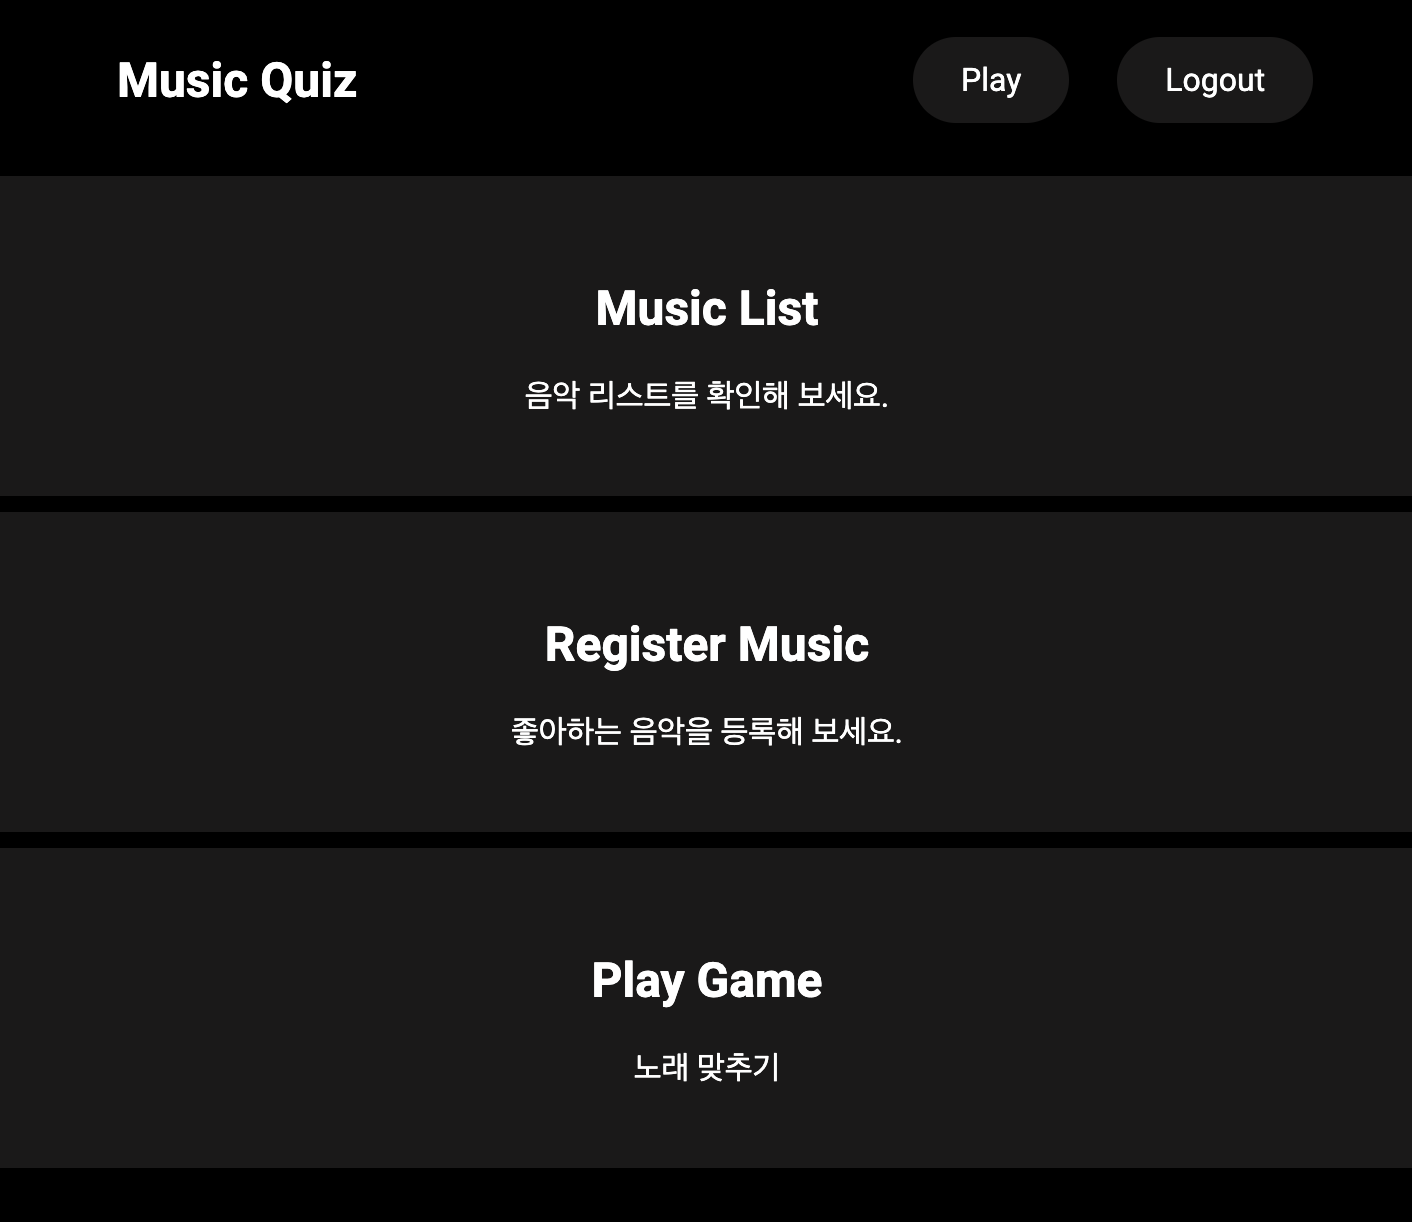 Music Quiz
Play
Logout
Music List
음악 리스트를 확인해 보세요.
Register Music
좋아하는 음악을 등록해 보세요.
Play Game
노래 맞추기